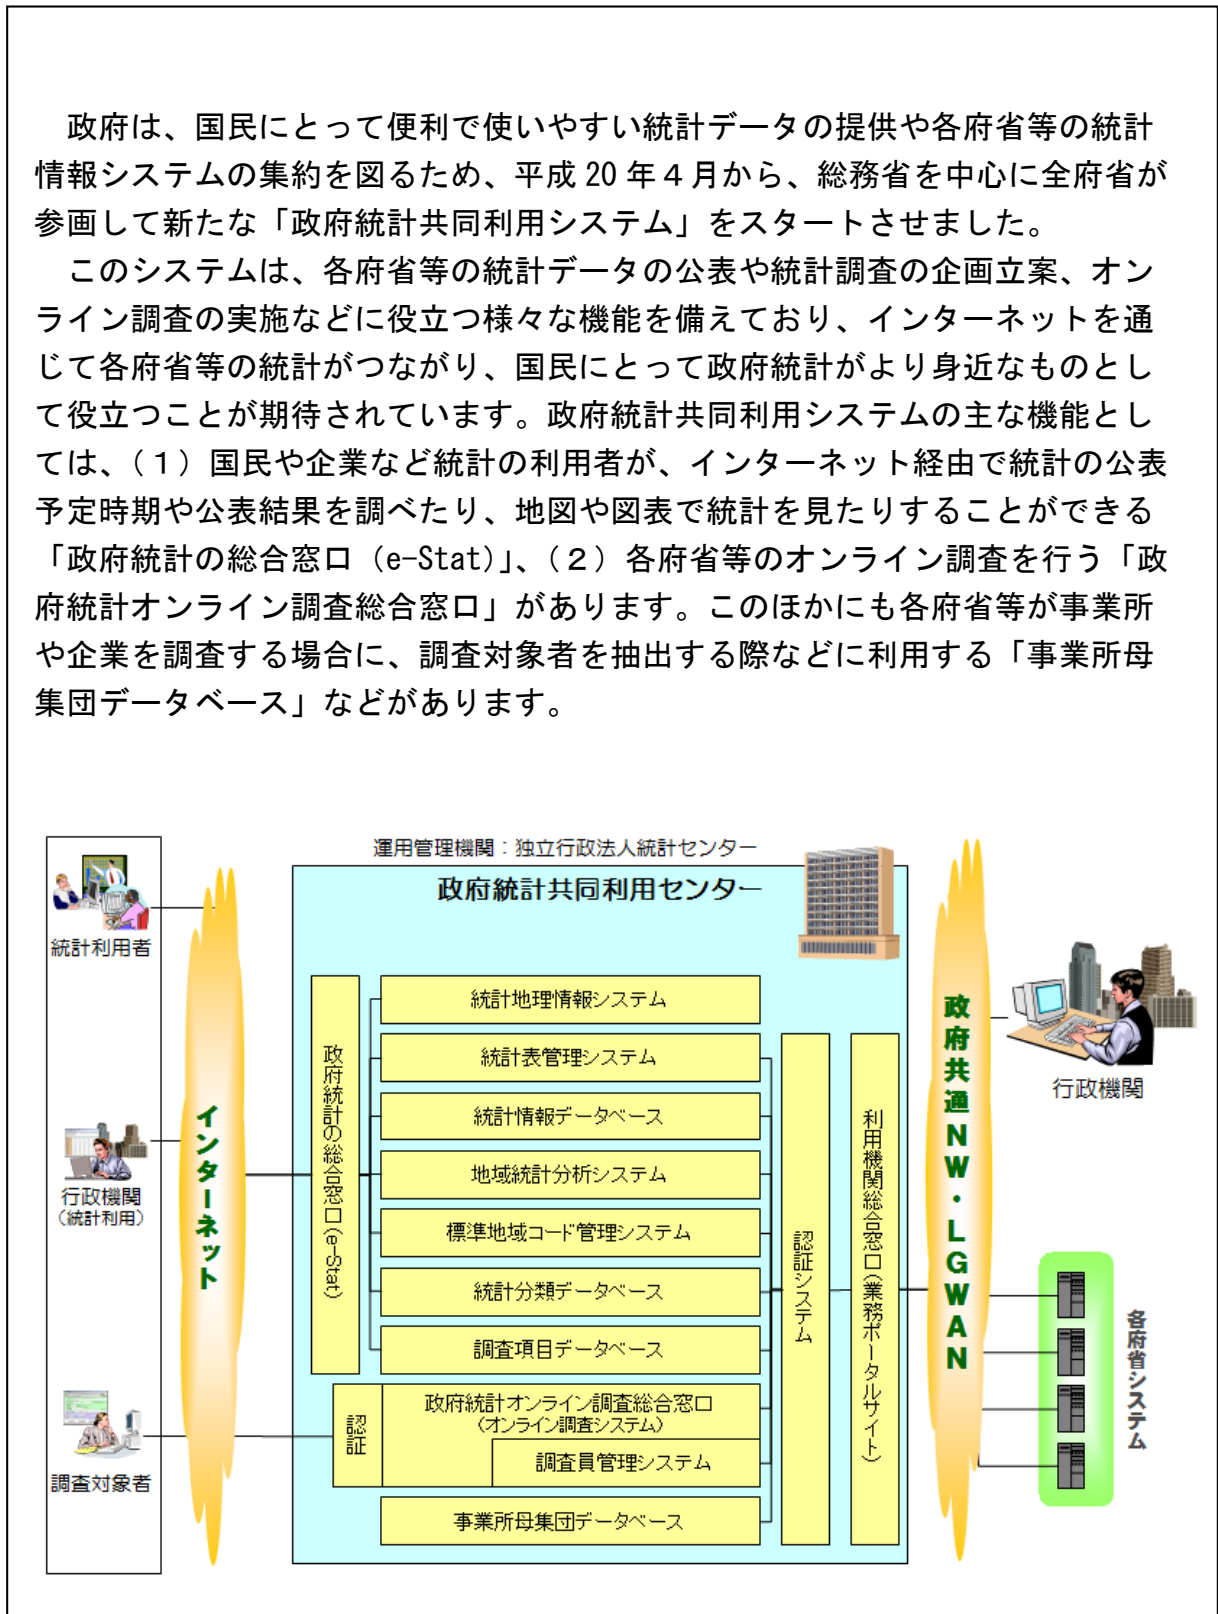 政府は、国民にとって便利で使いやすい統計データの提供や各府省等の統計
情報システムの集約を図るため、平成 20 年４月から、総務省を中心に全府省が
参画して新たな「政府統計共同利用システム」をスタートさせました。
このシステムは、各府省等の統計データの公表や統計調査の企画立案、オン
ライン調査の実施などに役立つ様々な機能を備えており、インターネットを通
じて各府省等の統計がつながり、国民にとって政府統計がより身近なものとし
て役立つことが期待されています。政府統計共同利用システムの主な機能とし
ては、（１）国民や企業など統計の利用者が、インターネット経由で統計の公表
予定時期や公表結果を調べたり、地図や図表で統計を見たりすることができる
「政府統計の総合窓口（e-Stat）」、（２）各府省等のオンライン調査を行う「政
府統計オンライン調査総合窓口」があります。このほかにも各府省等が事業所
や企業を調査する場合に、調査対象者を抽出する際などに利用する「事業所母
集団データベース」などがあります。
運用管理機関：独立行政法人統計センター
政府統計共同利用センター
統計利用者
行政機関
（統計利用）
調査対象者
インターネット
政府統計の総合窓口（e-Stat）
統計地理情報システム
統計表管理システム
統計情報データベース
地域統計分析システム
標準地域コード管理システム
統計分類データベース
調査項目データベース
認証
政府統計オンライン調査総合窓口
（オンライン調査システム）
調査員管理システム
事業所母集団データベース
認証システム
利用機関総合窓口（業務ポータルサイト）
政府共通ＮＷ・ＬＧＷＡＮ
行政機関
各府省システム